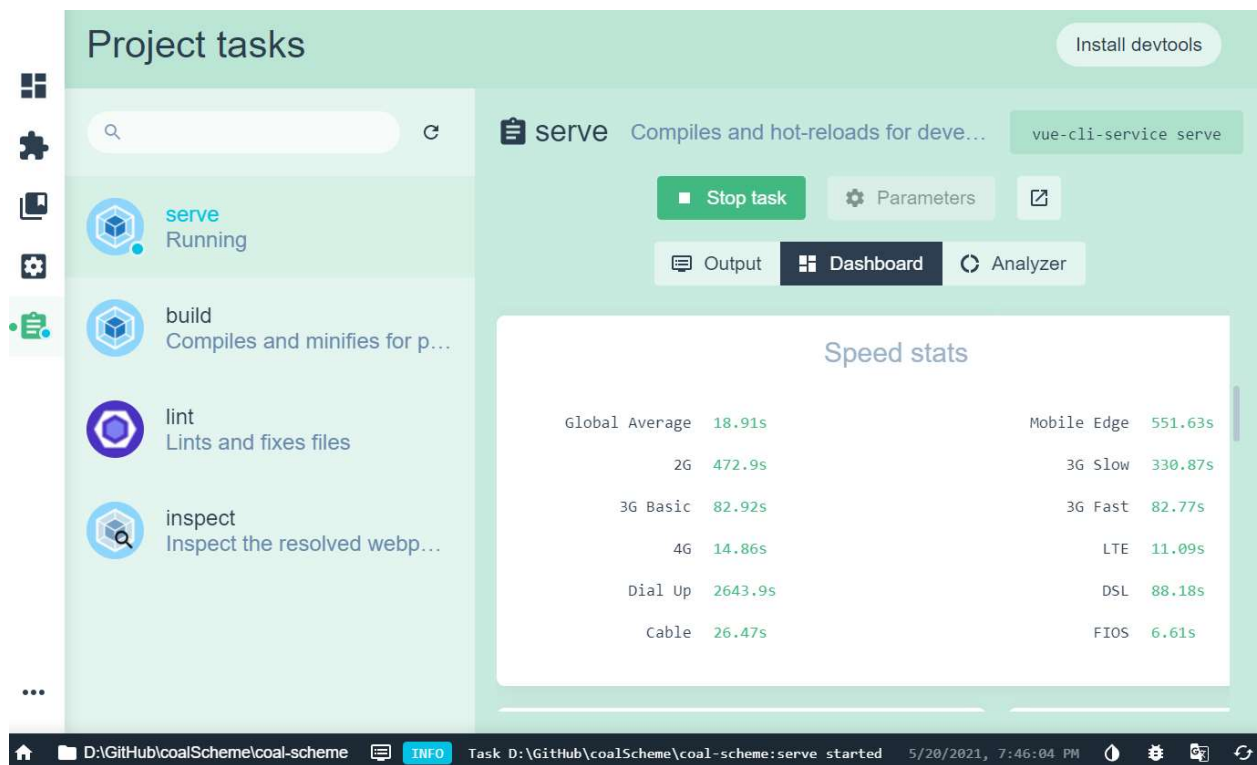 Project tasks
Install devtools
serve
Running
build
Compiles and minifies for p...
lint
Lints and fixes files
inspect
Inspect the resolved webp...
serve Compiles and hot-reloads for deve... vue-cli-service serve
Stop task Parameters
Output Dashboard Analyzer
Speed stats
Global Average 18.91s Mobile Edge 551.63s
2G 472.9s 3G Slow 330.87s
3G Basic 82.92s 3G Fast 82.77s
4G 14.86s LTE 11.09s
Dial Up 2643.9s DSL 88.18s
Cable 26.47s FIOS 6.61s
D:\GitHub\coalScheme\coal-scheme INFO Task D:\GitHub\coalScheme\coal-scheme:serve started 5/20/2021, 7:46:04 PM